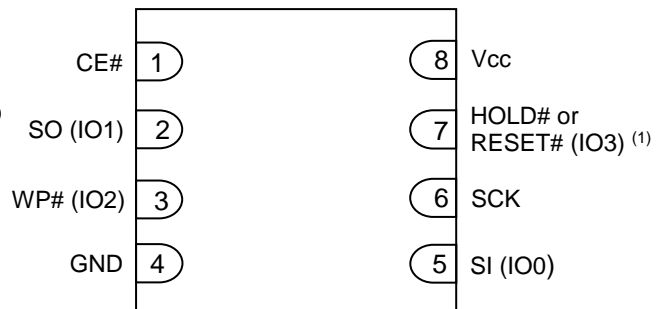 CE# 1
SO (IO1) 2
WP# (IO2) 3
GND 4
8 Vcc
7 HOLD# or
RESET# (IO3) (1)
6 SCK
5 SI (IO0)